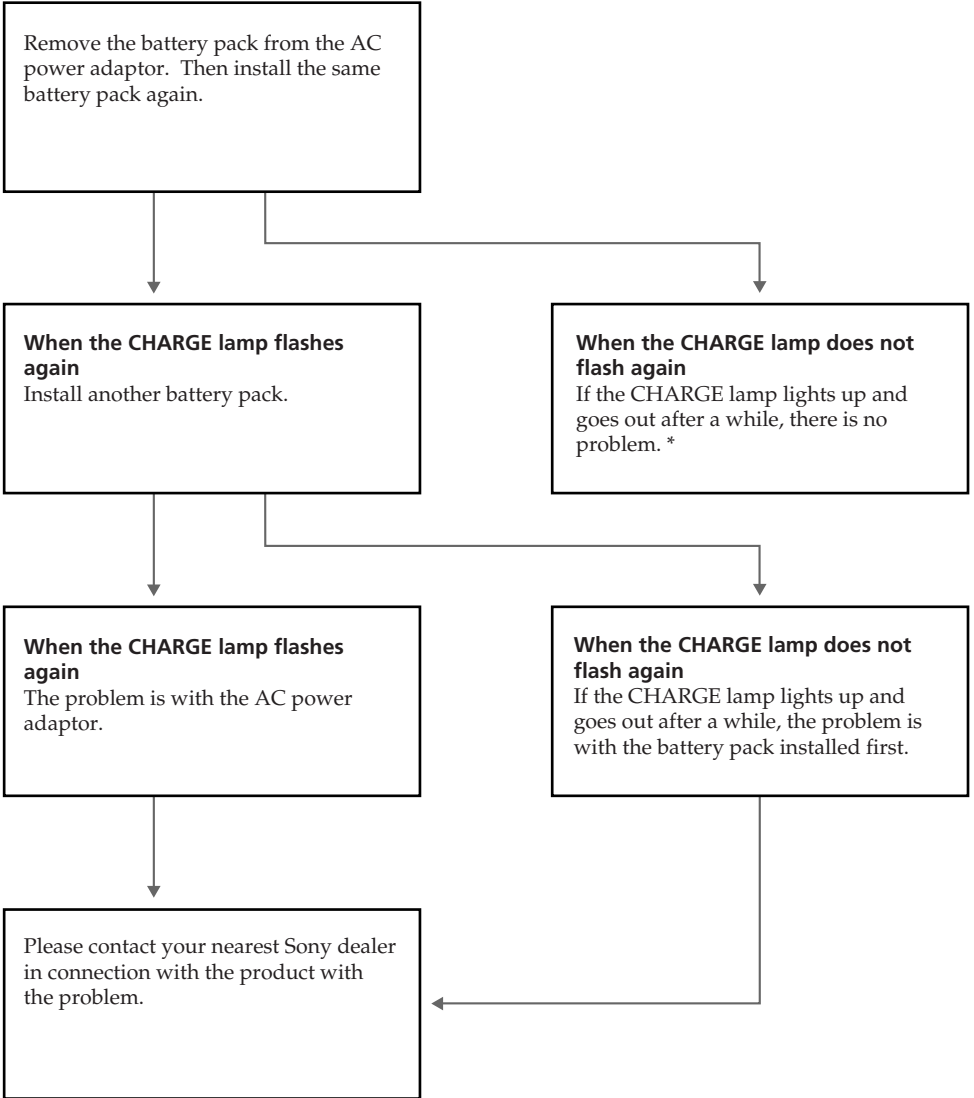 Remove the battery pack from the AC
power adaptor.  Then install the same
battery pack again.
When the CHARGE lamp flashes
again
Install another battery pack.
When the CHARGE lamp does not
flash again
If the CHARGE lamp lights up and
goes out after a while, there is no
problem. *
When the CHARGE lamp flashes
again
The problem is with the AC power
adaptor.
When the CHARGE lamp does not
flash again
If the CHARGE lamp lights up and
goes out after a while, the problem is
with the battery pack installed first.
Please contact your nearest Sony dealer
in connection with the product with
the problem.